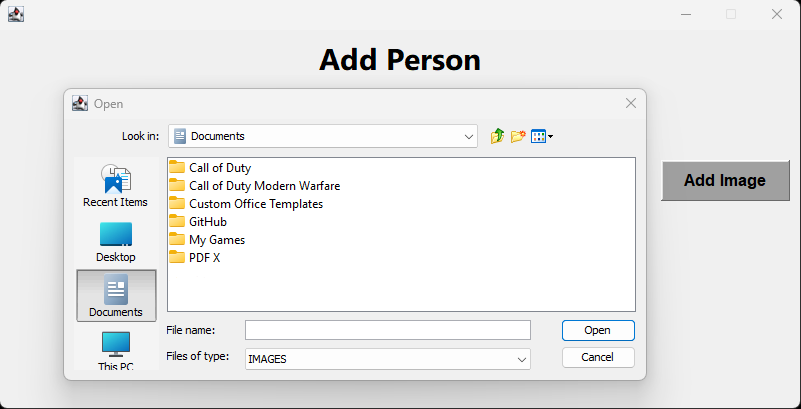 Add Person
Open
Look in:
Documents
Recent Items
Desktop
Documents
This PC
Call of Duty
Call of Duty Modern Warfare
Custom Office Templates
GitHub
My Games
PDF X
File name:
Open
Files of type:
IMAGES
Cancel
Add Image